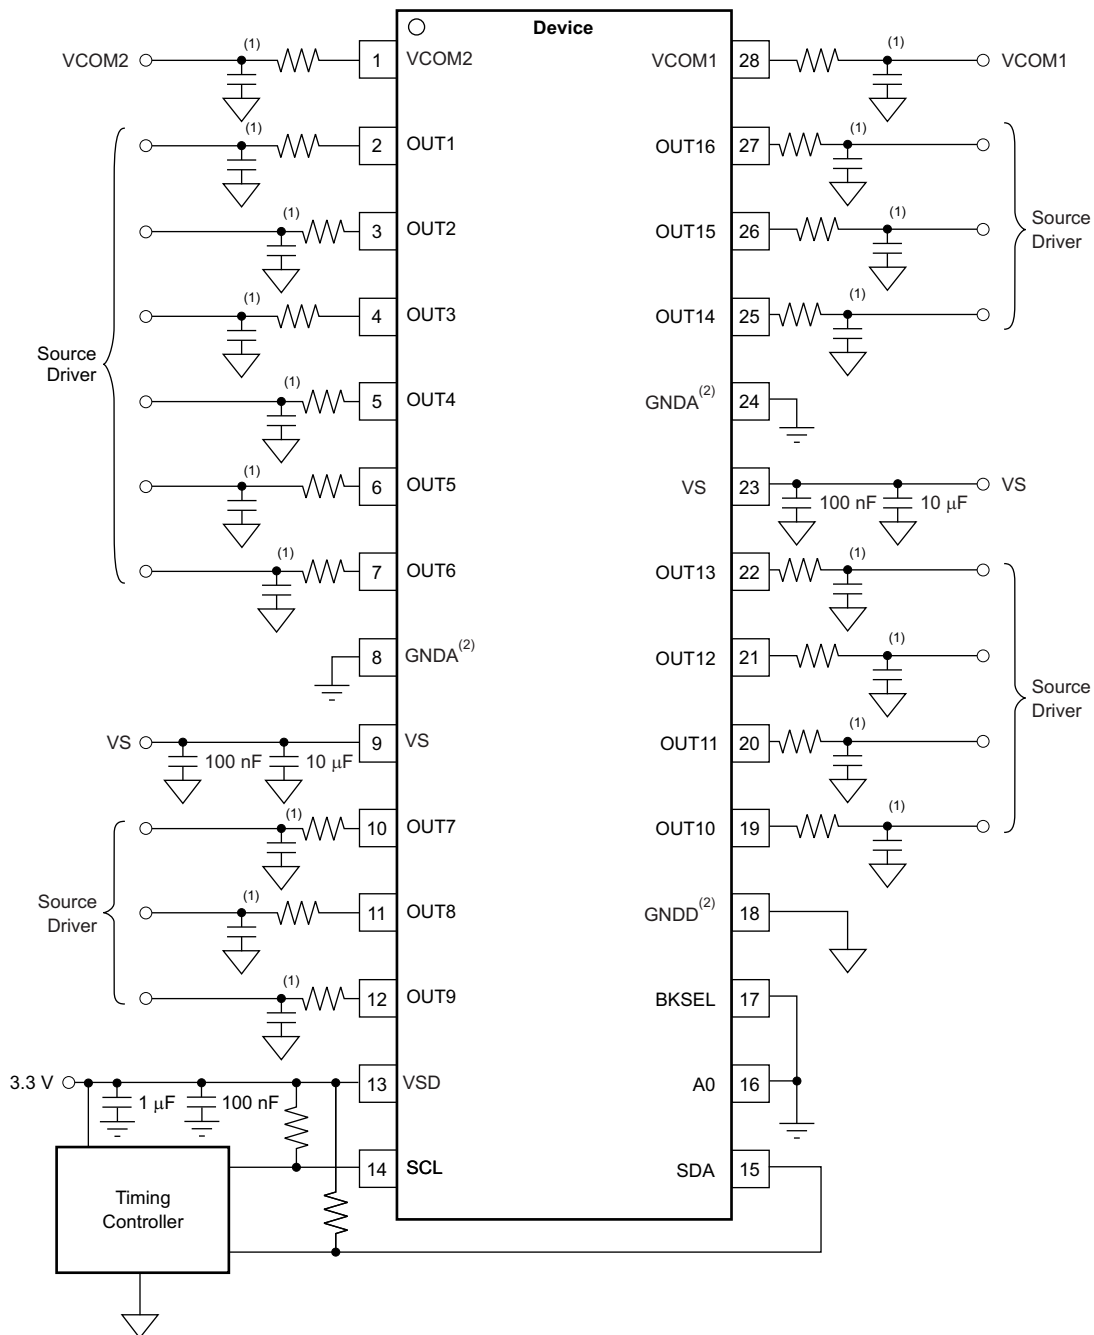 Device
VCOM2
(1)
1
VCOM2
VCOM1
28
(1)
VCOM1
(1)
2
OUT1
OUT16
27
(1)
(1)
3
OUT2
OUT15
26
(1)
Source
Driver
(1)
4
OUT3
OUT14
25
(1)
Source
Driver
(1)
5
OUT4
GNDA(2)
24
(1)
6
OUT5
VS
23
100 nF
10 μF
VS
(1)
7
OUT6
OUT13
22
(1)
8
GNDA(2)
OUT12
21
(1)
Source
Driver
VS
100 nF
10 μF
9
VS
OUT11
20
(1)
(1)
10
OUT7
OUT10
19
(1)
Source
Driver
(1)
11
OUT8
GNDD(2)
18
(1)
12
OUT9
BKSEL
17
3.3 V
1 μF
100 nF
13
VSD
A0
16
14
SCL
SDA
15
Timing
Controller